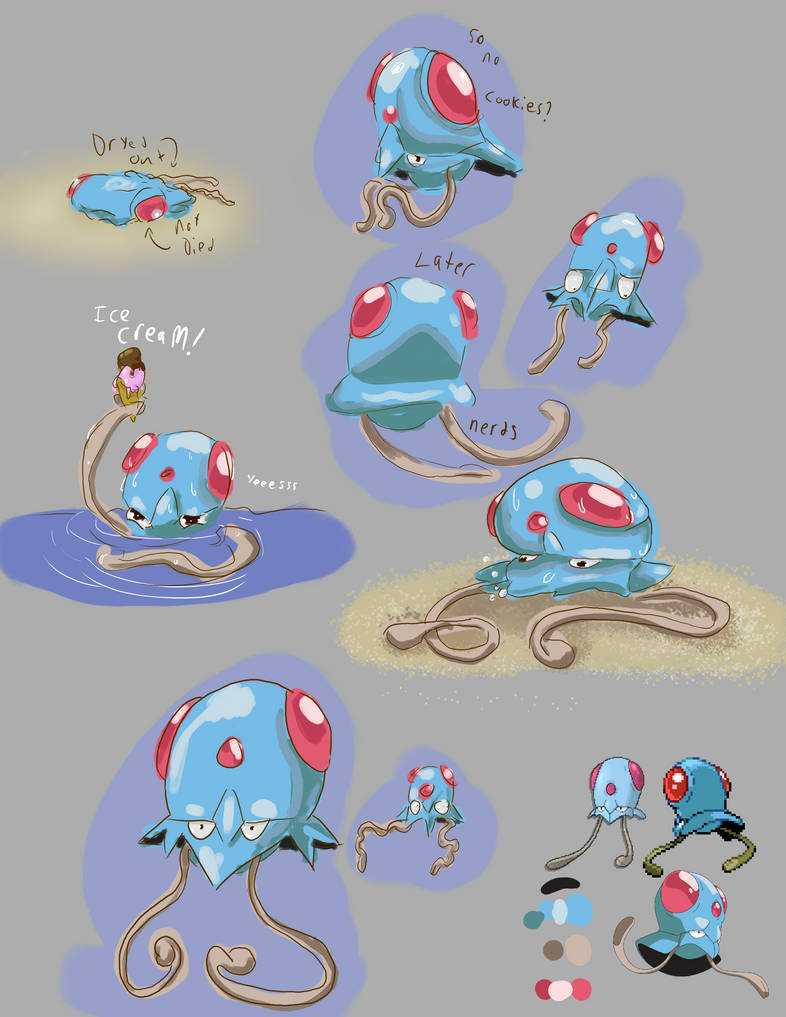 So
no
cookies?
Dryed
out?
not
Died
Later
Ice
cream!
nerds
Yeeesss